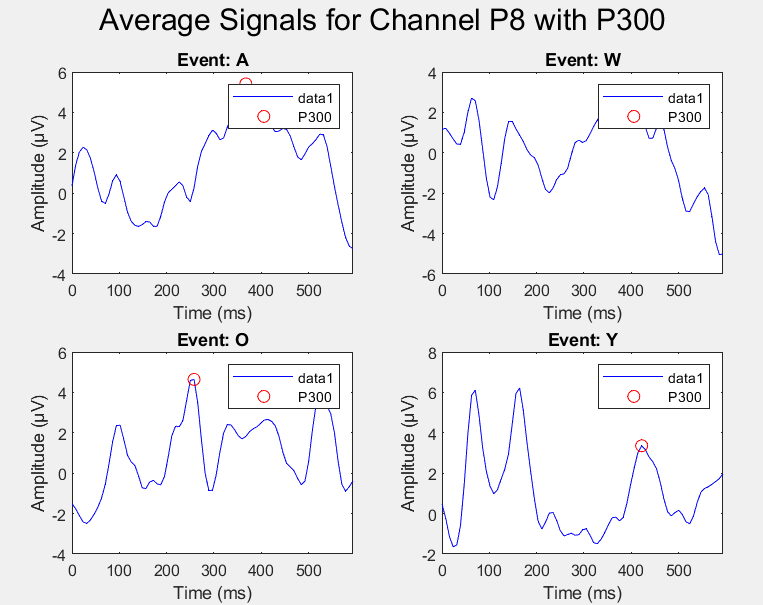 Average Signals for Channel P8 with P300
Event: A
6
4
2
0
-2
-4
Amplitude (µV)
data1
P300
0 100 200 300 400 500
Time (ms)
Event: W
4
2
0
-2
-4
-6
Amplitude (µV)
data1
P300
0 100 200 300 400 500
Time (ms)
Event: O
6
4
2
0
-2
-4
Amplitude (µV)
data1
P300
0 100 200 300 400 500
Time (ms)
Event: Y
8
6
4
2
0
-2
Amplitude (µV)
data1
P300
0 100 200 300 400 500
Time (ms)